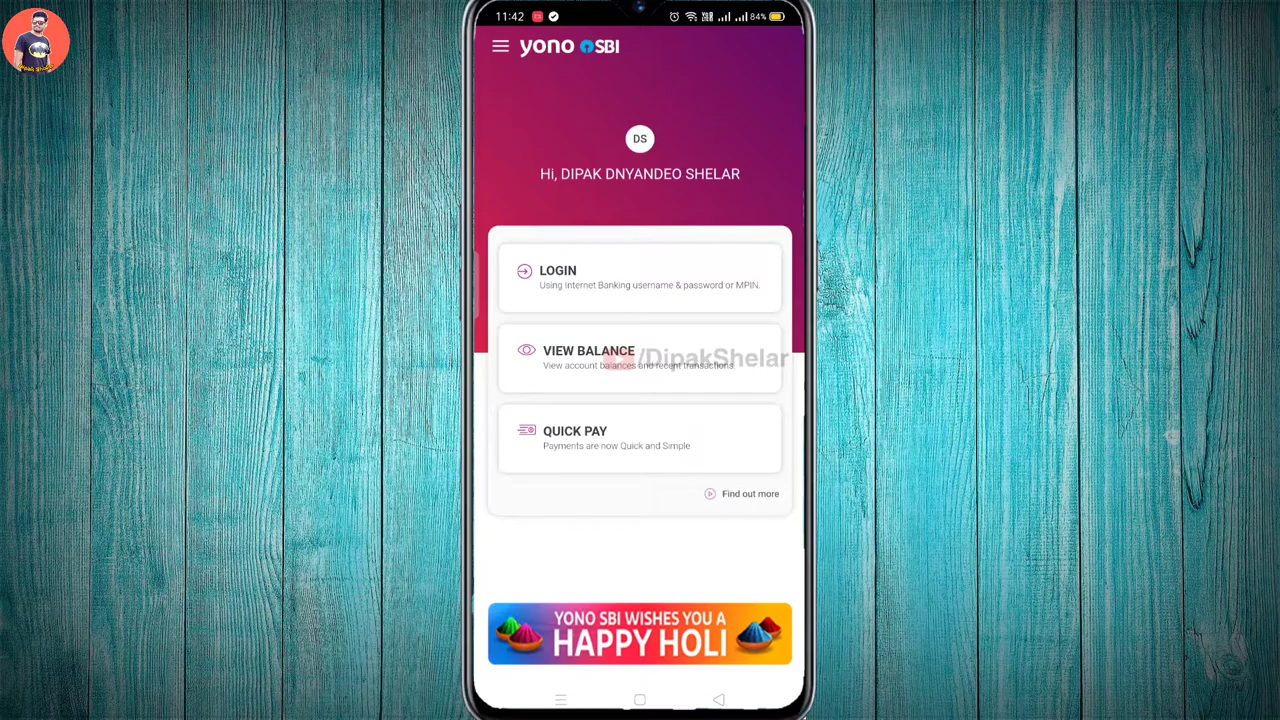 11:42
84%
yono SBI
DS
Hi, DIPAK DNYANDEO SHELAR
LOGIN
Using Internet Banking username & password or MPIN.
VIEW BALANCE
/DipakShelar
View account balances and recent transactions.
QUICK PAY
Payments are now Quick and Simple
Find out more
YONO SBI WISHES YOU A
HAPPY HOLI